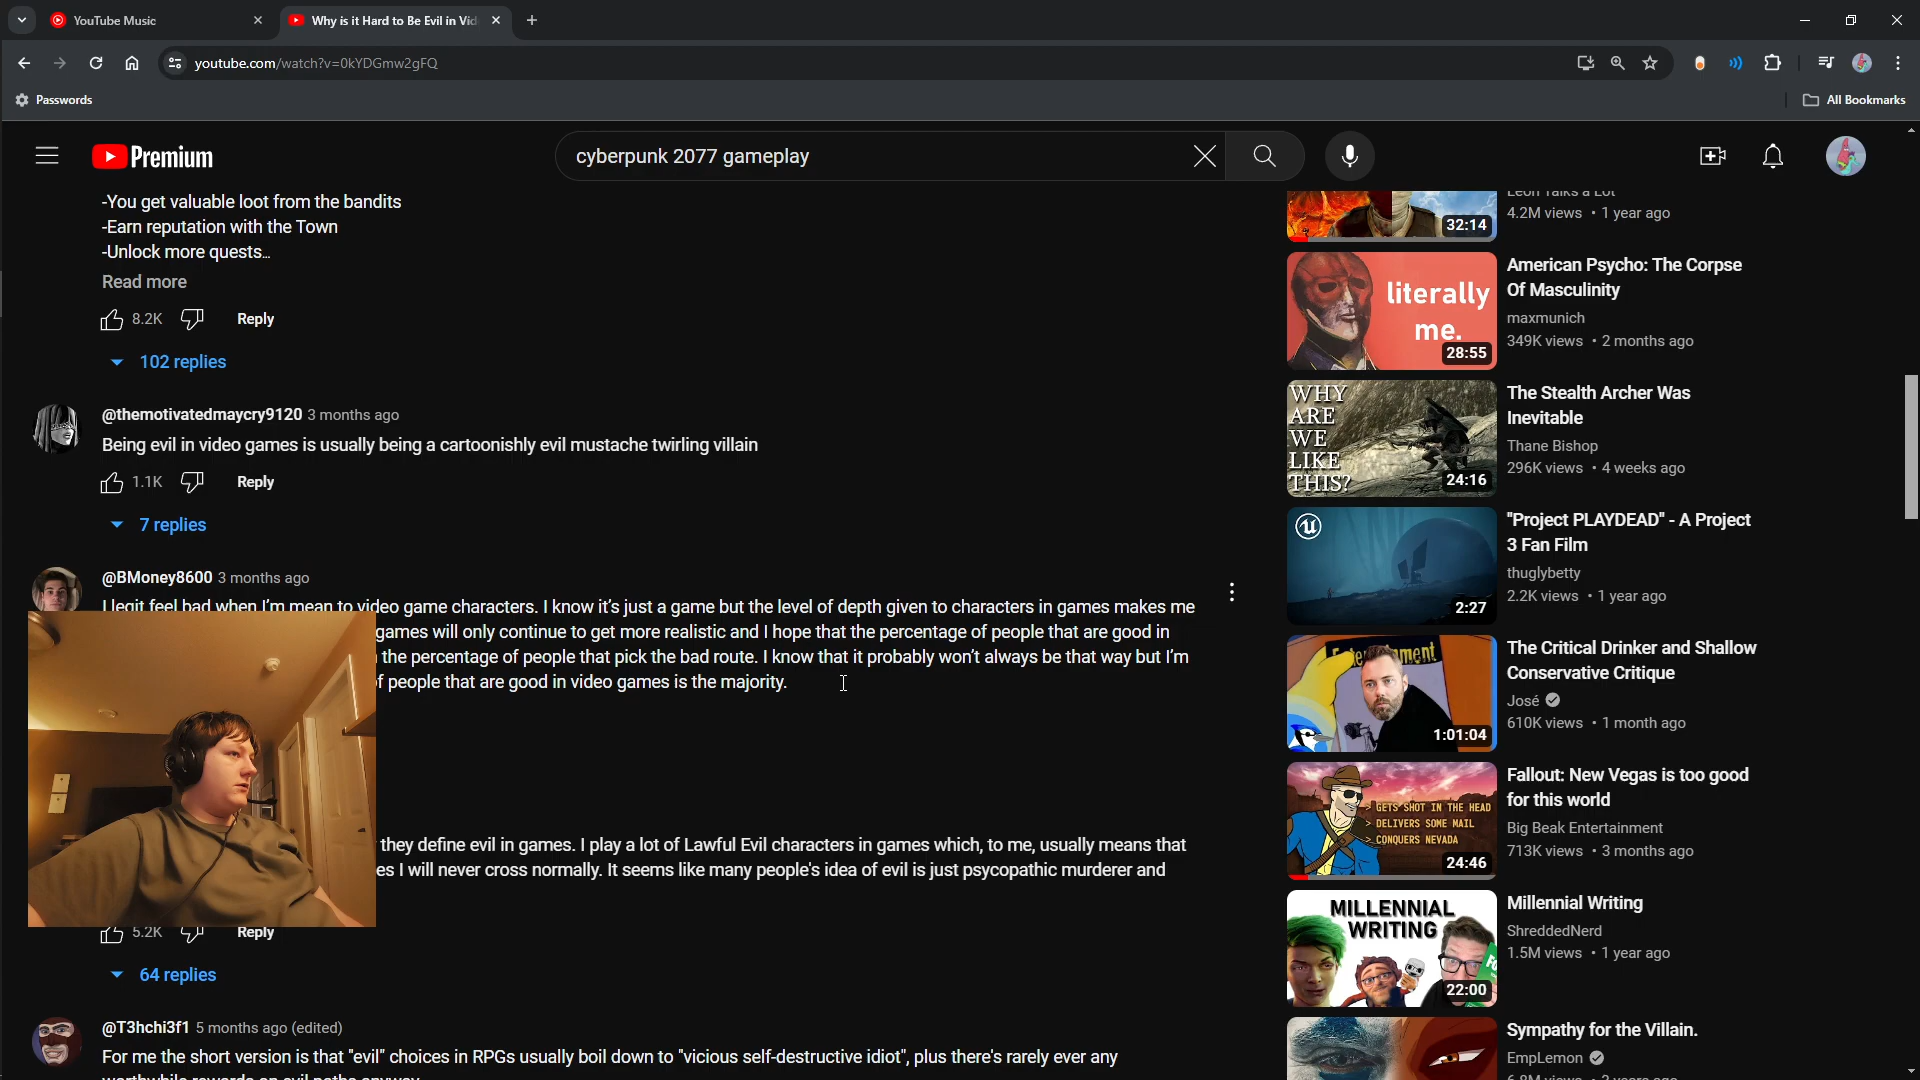 YouTube Music
Why is it Hard to Be Evil in Vid
youtube.com/watch?v=0kYDGmw2gFQ
Passwords
All Bookmarks
Premium
cyberpunk 2077 gameplay
-You get valuable loot from the bandits
-Earn reputation with the Town
-Unlock more quests...
Read more
8.2K
Reply
102 replies
@themotivatedmaycry9120 3 months ago
Being evil in video games is usually being a cartoonishly evil mustache twirling villain
1.1K
Reply
7 replies
@BMoney8600 3 months ago
I legit feel bad when I'm mean to video game characters. I know it's just a game but the level of depth given to characters in games makes me
games will only continue to get more realistic and I hope that the percentage of people that are good in
the percentage of people that pick the bad route. I know that it probably won't always be that way but I'm
of people that are good in video games is the majority.
they define evil in games. I play a lot of Lawful Evil characters in games which, to me, usually means that
es I will never cross normally. It seems like many people's idea of evil is just psycopathic murderer and
5.2K
Reply
64 replies
@T3hchi3f1 5 months ago (edited)
For me the short version is that "evil" choices in RPGs usually boil down to "vicious self-destructive idiot", plus there's rarely ever any
worthwhile rewards on evil paths anyway.
Leon Talks a Lot
4.2M views • 1 year ago
32:14
literally
me.
28:55
American Psycho: The Corpse
Of Masculinity
maxmunich
349K views • 2 months ago
WHY
ARE
WE
LIKE
THIS?
24:16
The Stealth Archer Was
Inevitable
Thane Bishop
296K views • 4 weeks ago
2:27
"Project PLAYDEAD" - A Project
3 Fan Film
thuglybetty
2.2K views • 1 year ago
1:01:04
The Critical Drinker and Shallow
Conservative Critique
José
610K views • 1 month ago
> GETS SHOT IN THE HEAD
> DELIVERS SOME MAIL
> CONQUERS NEVADA
24:46
Fallout: New Vegas is too good
for this world
Big Beak Entertainment
713K views • 3 months ago
MILLENNIAL
WRITING
22:00
Millennial Writing
ShreddedNerd
1.5M views • 1 year ago
Sympathy for the Villain.
EmpLemon